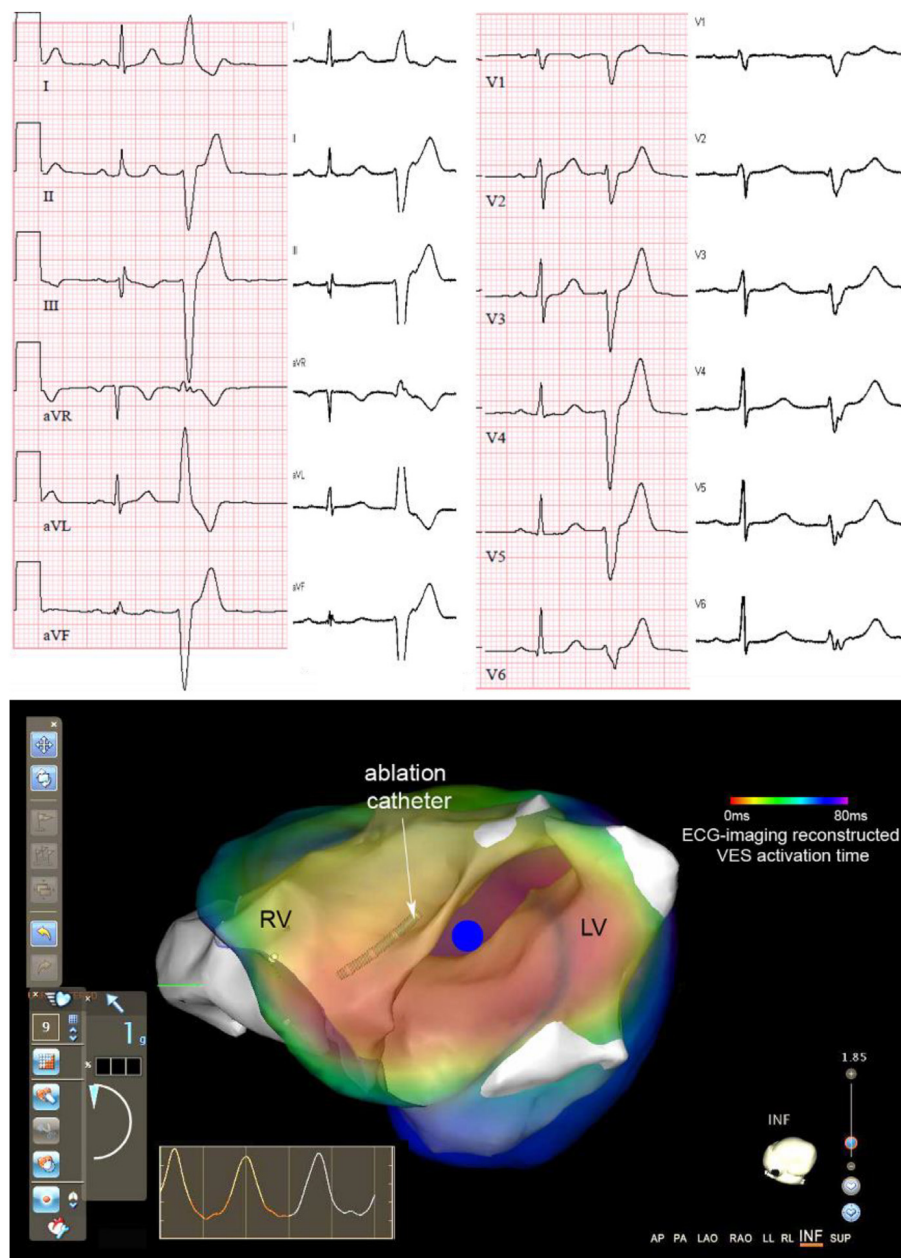 I
II
III
aVR
aVL
aVF
I
II
III
aVR
aVL
aVF
V1
V2
V3
V4
V5
V6
V1
V2
V3
V4
V5
V6
ablation
catheter
0ms 80ms
ECG-imaging reconstructed
VES activation time
RV
LV
9
1g
%
1.85
INF
AP PA LAO RAO LL RL INF SUP